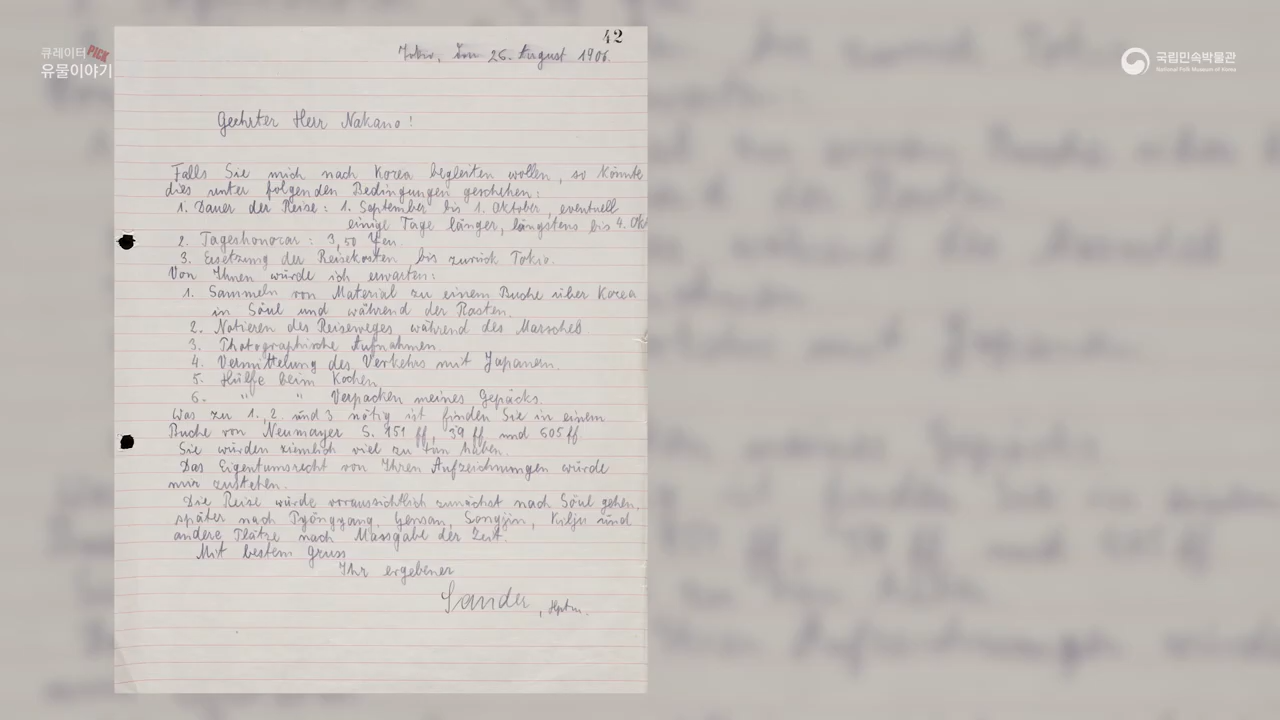 큐레이터 PICK
유물이야기
국립민속박물관
National Folk Museum of Korea
42
Tokio, den 26. August 1906.
Geehrter Herr Nakano!
Falls Sie mich nach Korea begleiten wollen, so könnte
dies unter folgenden Bedingungen geschehen:
1. Dauer der Reise: 1. September bis 1. Oktober, eventuell
einige Tage länger, längstens bis 4. Okt
2. Tageshonorar: 3,50 Yen.
3. Ersetzung der Reisekosten bis zurück Tokio.
Von Ihnen würde ich erwarten:
1. Sammeln von Material zu einem Buche über Korea
in Söul und während der Rasten.
2. Notieren des Reiseweges während des Marsches
3. Photographische Aufnahmen.
4. Vermittelung des Verkehrs mit Japanern.
5. Hülfe beim Kochen
6. " " Verpacken meines Gepäcks.
Was zu 1., 2. und 3 nötig ist finden Sie in einem
Buche von Neumayer S. 151 ff, 39 ff und 505 ff
Sie würden ziemlich viel zu tun haben.
Das Eigentumsrecht von Ihren Aufzeichnungen würde
mir zustehen.
Die Reise würde voraussichtlich zunächst nach Söul gehen,
später nach Pyöngyang, Gensan, Songjin, Kilju und
andere Plätze nach Massgabe der Zeit.
Mit bestem Gruss
Ihr ergebener
Sander, Hptm.